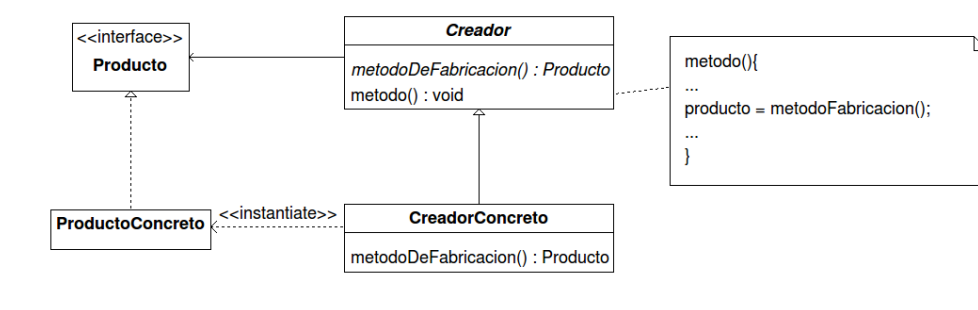 <<interface>>
Producto
Creador
metodoDeFabricacion() : Producto
metodo() : void
metodo(){
...
producto = metodoFabricacion();
...
}
ProductoConcreto
<<instantiate>>
CreadorConcreto
metodoDeFabricacion() : Producto